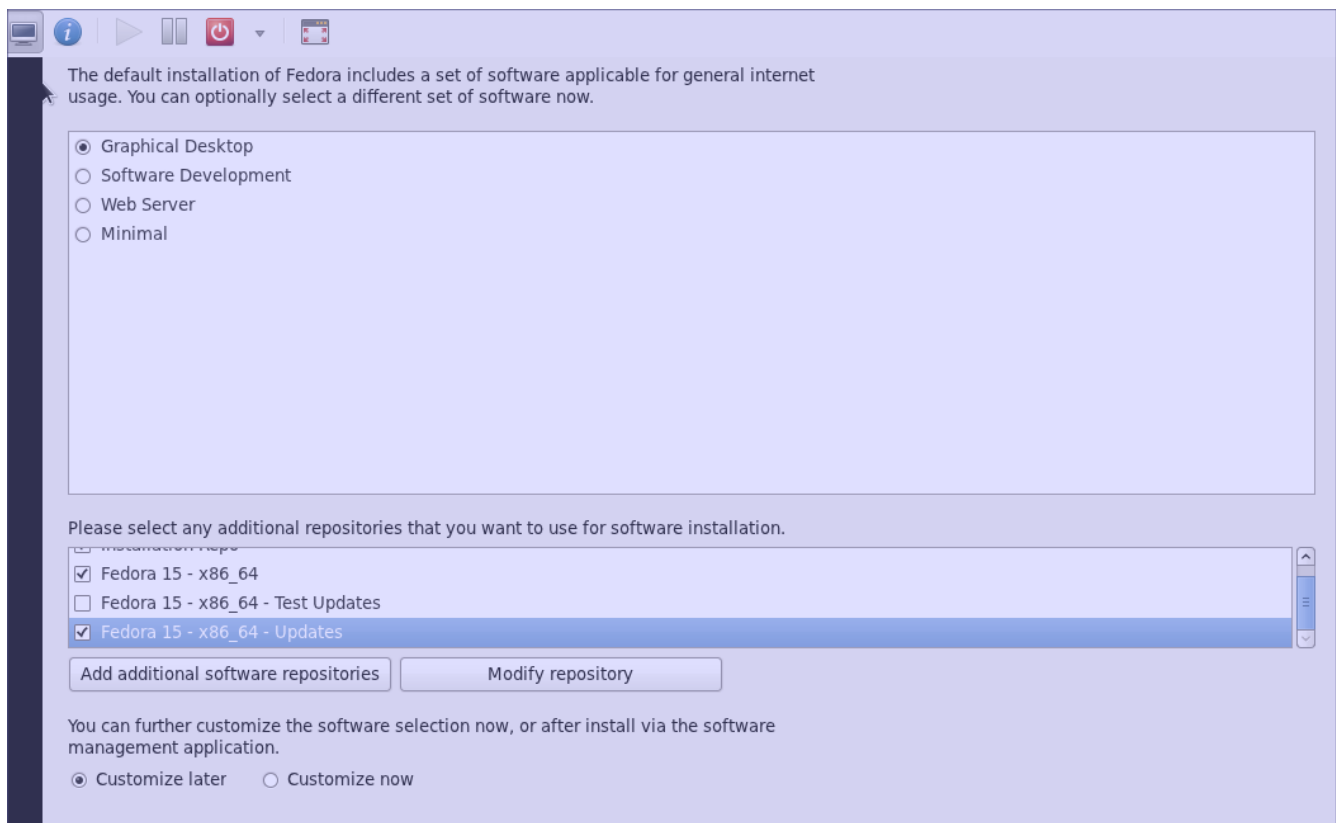 The default installation of Fedora includes a set of software applicable for general internet
usage. You can optionally select a different set of software now.
Graphical Desktop
Software Development
Web Server
Minimal
Please select any additional repositories that you want to use for software installation.
Installation Repo
Fedora 15 - x86_64
Fedora 15 - x86_64 - Test Updates
Fedora 15 - x86_64 - Updates
Add additional software repositories
Modify repository
You can further customize the software selection now, or after install via the software
management application.
Customize later
Customize now